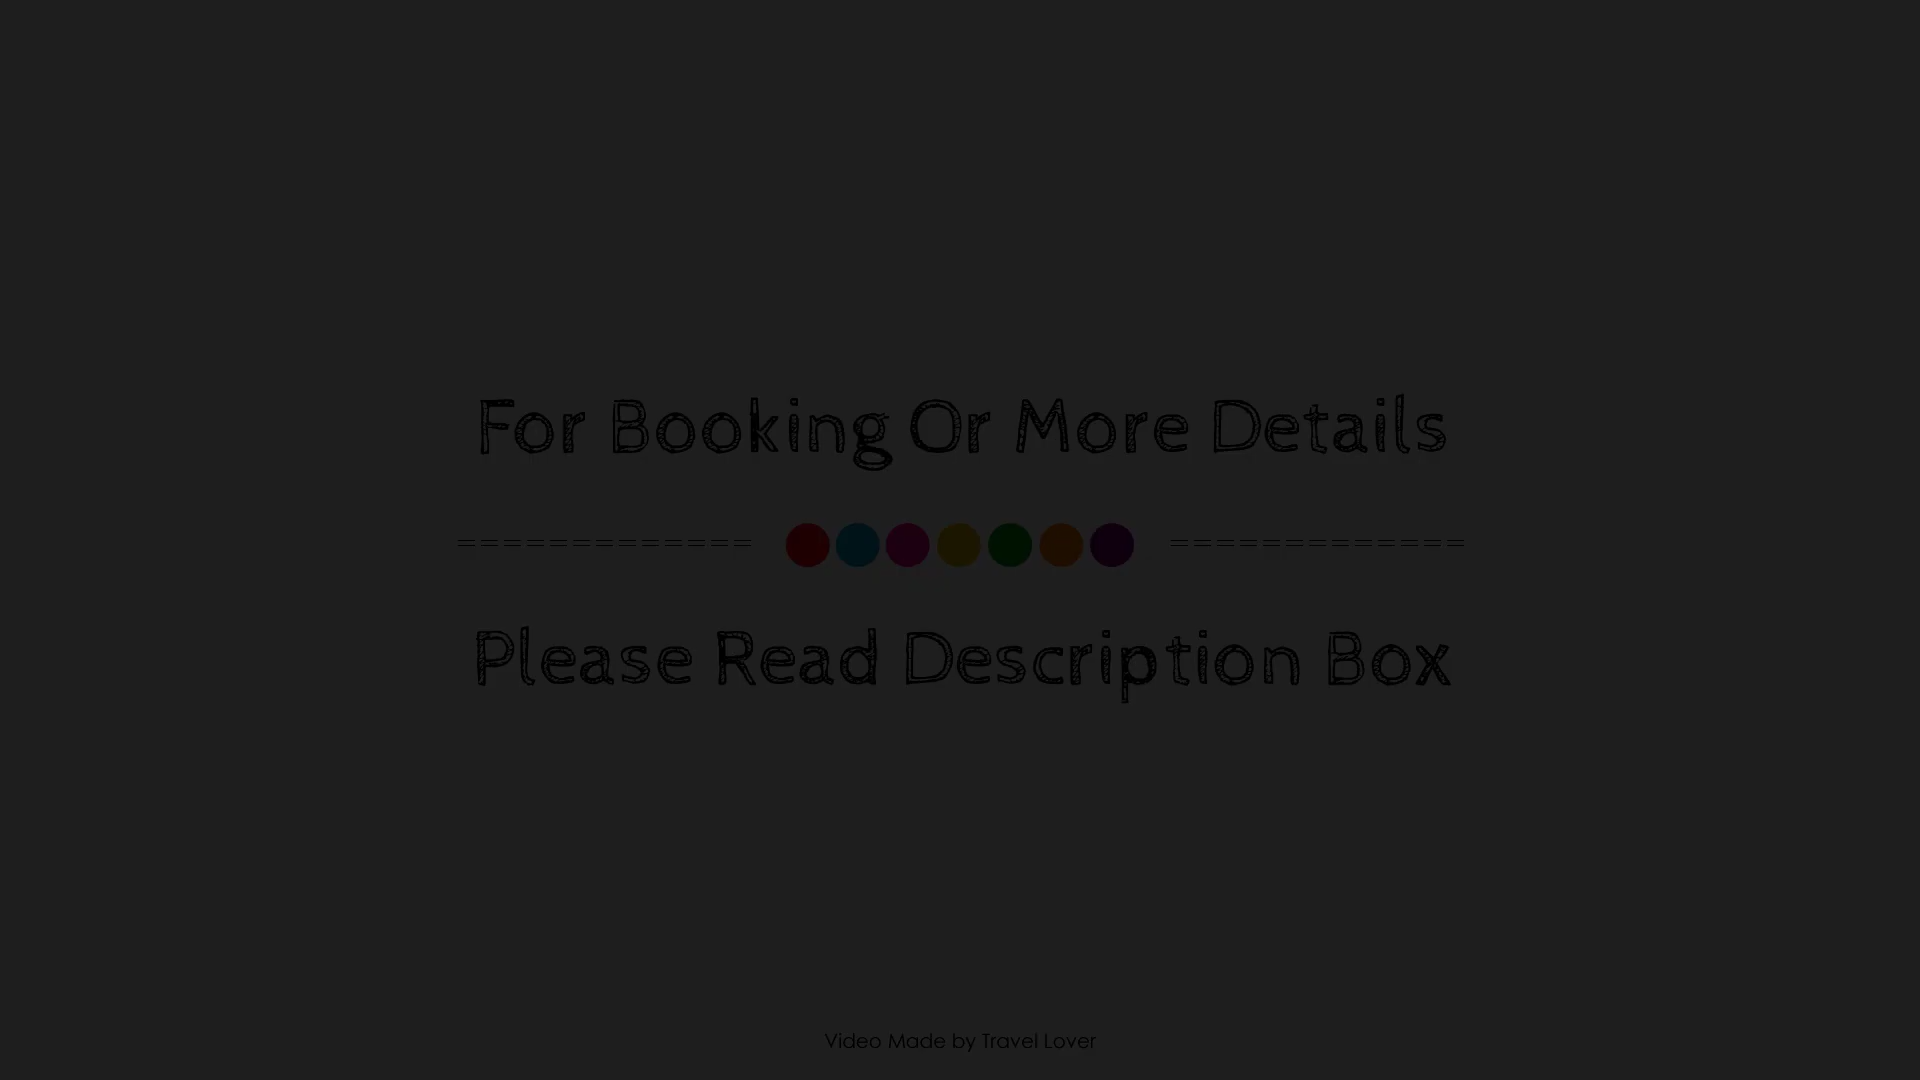 For Booking Or More Details
============= =============
Please Read Description Box
Video Made by Travel Lover